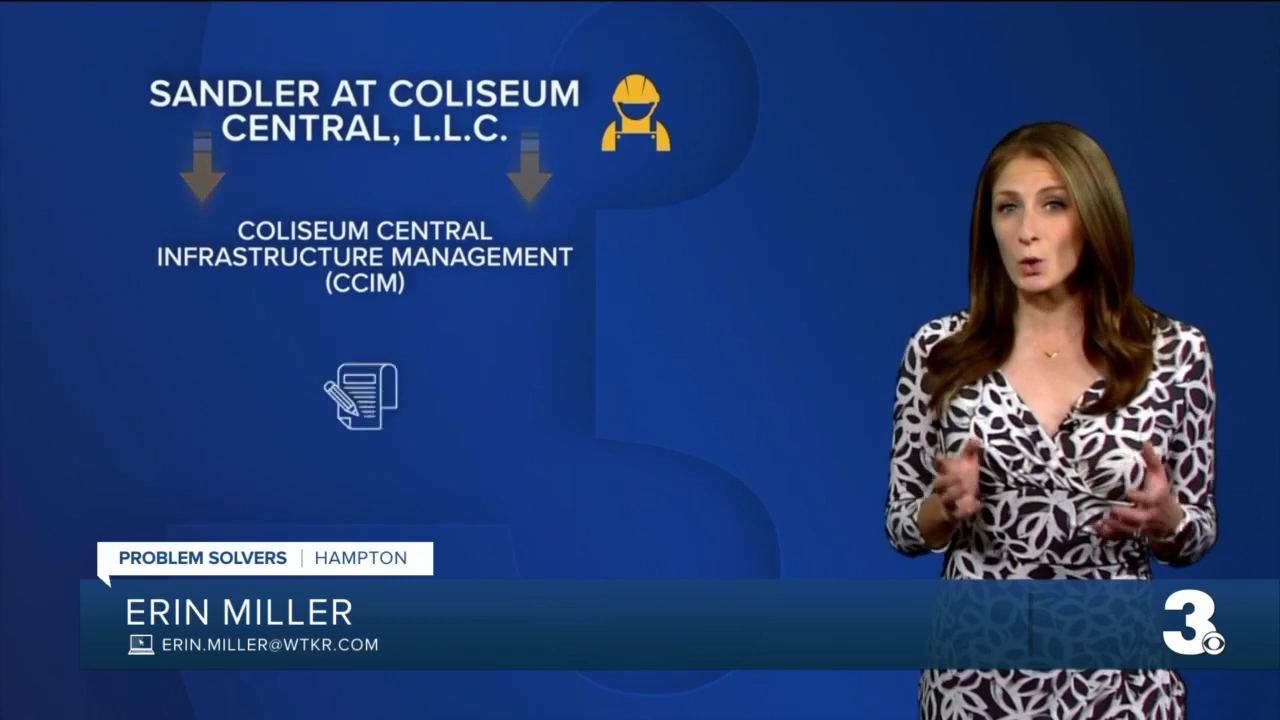 SANDLER AT COLISEUM
CENTRAL, L.L.C.
COLISEUM CENTRAL
INFRASTRUCTURE MANAGEMENT
(CCIM)
PROBLEM SOLVERS | HAMPTON
ERIN MILLER
ERIN.MILLER@WTKR.COM
3